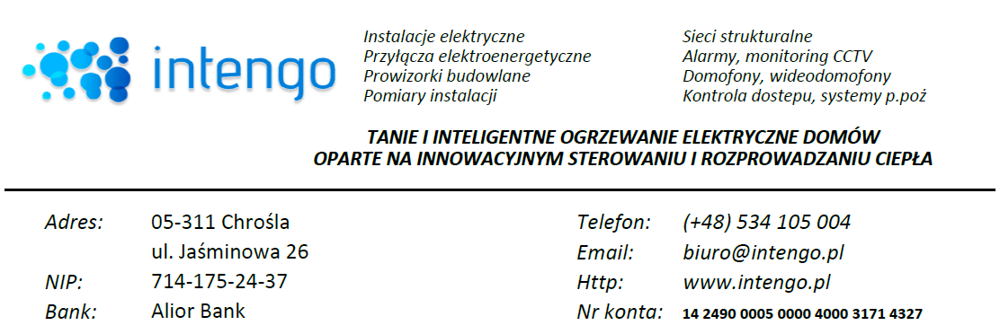 intengo
Instalacje elektryczne
Przyłącza elektroenergetyczne
Prowizorki budowlane
Pomiary instalacji
Sieci strukturalne
Alarmy, monitoring CCTV
Domofony, wideodomofony
Kontrola dostepu, systemy p.poż
TANIE I INTELIGENTNE OGRZEWANIE ELEKTRYCZNE DOMÓW
OPARTE NA INNOWACYJNYM STEROWANIU I ROZPROWADZANIU CIEPŁA
Adres: 05-311 Chrośla
ul. Jaśminowa 26
NIP: 714-175-24-37
Bank: Alior Bank
Telefon: (+48) 534 105 004
Email: biuro@intengo.pl
Http: www.intengo.pl
Nr konta: 14 2490 0005 0000 4000 3171 4327